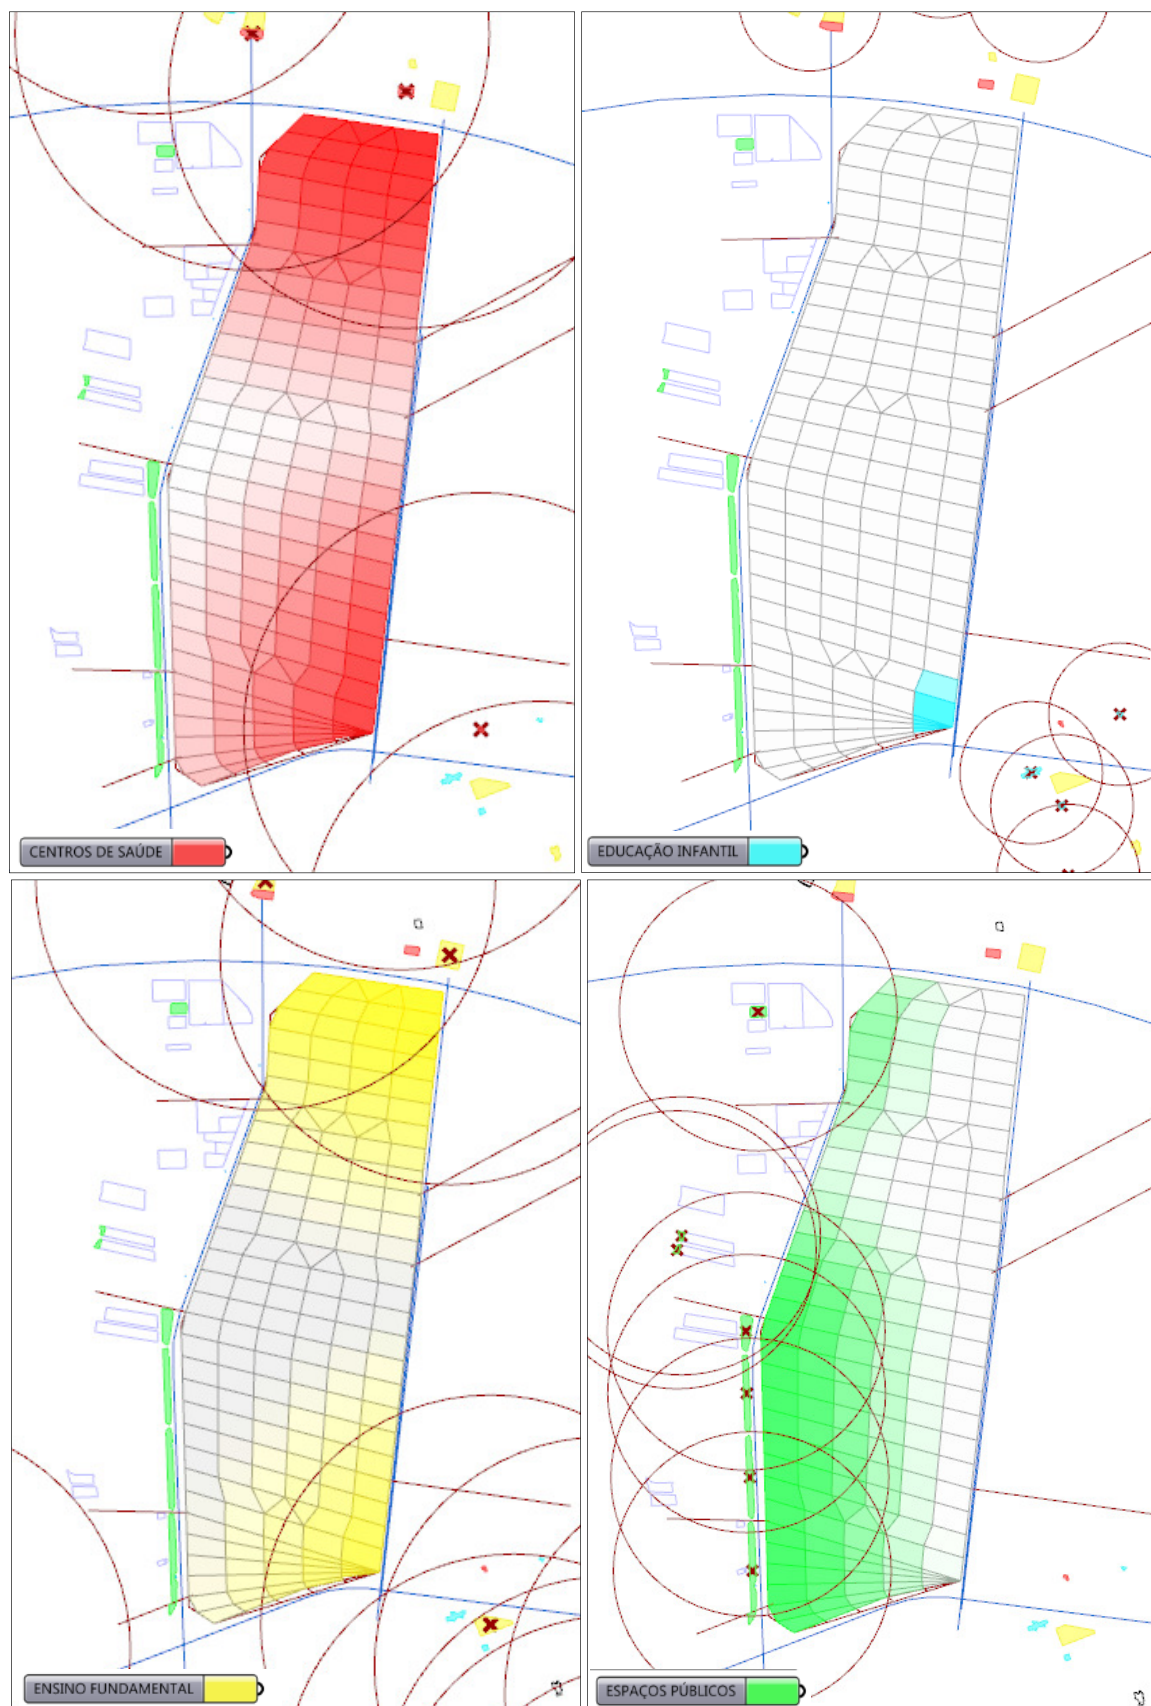 CENTROS DE SAÚDE
EDUCAÇÃO INFANTIL
ENSINO FUNDAMENTAL
ESPAÇOS PÚBLICOS